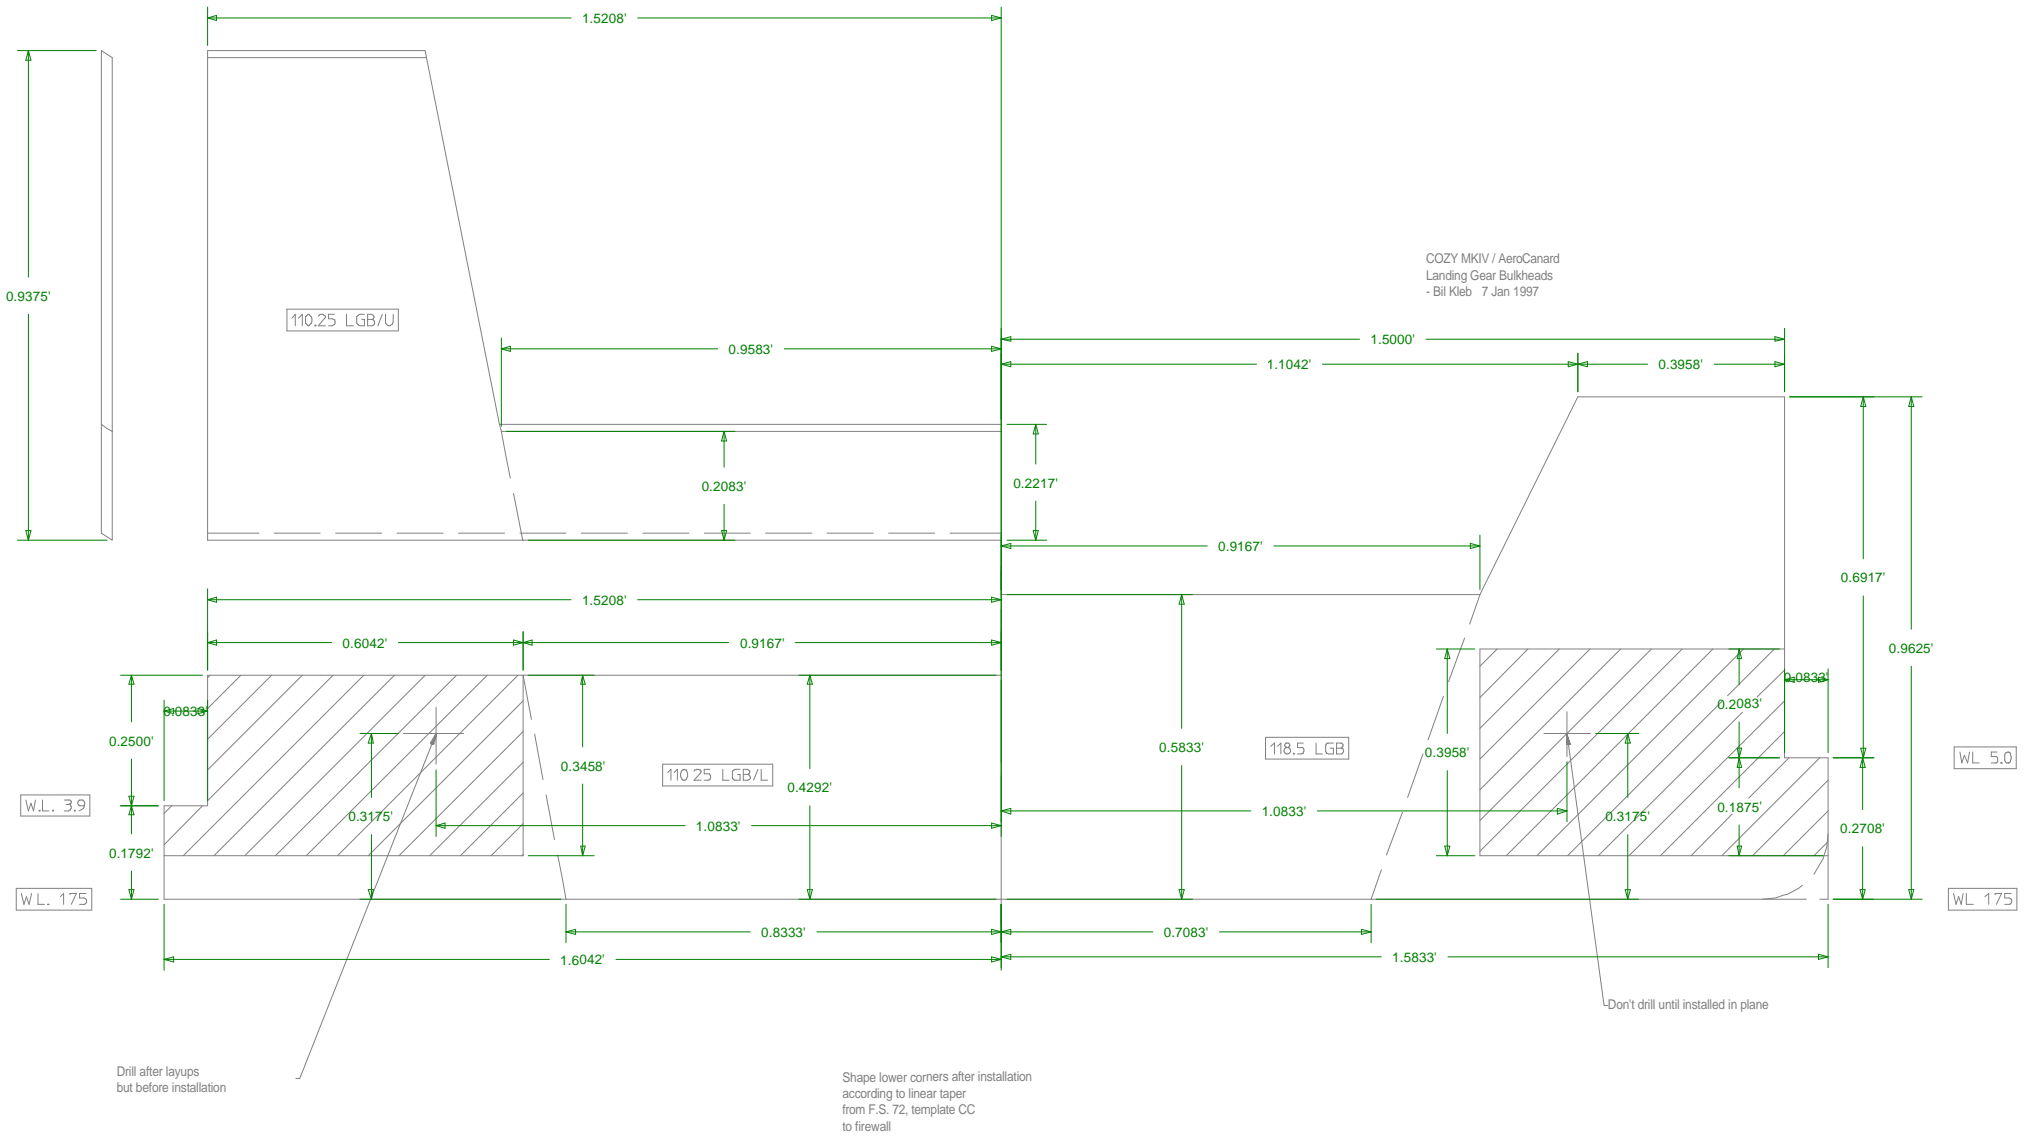 1.5208'
0.9375'
110.25 LGB/U
COZY MKIV / AeroCanard
Landing Gear Bulkheads
- Bil Kleb 7 Jan 1997
0.9583'
1.5000'
1.1042'
0.3958'
0.2083'
0.2217'
0.9167'
0.6917'
0.9625'
1.5208'
0.6042'
0.9167'
0.0833'
0.2500'
0.3458'
0.4292'
110 25 LGB/L
0.5833'
118.5 LGB
0.3958'
0.2083'
0.0833'
WL 5.0
W.L. 3.9
0.3175'
1.0833'
1.0833'
0.3175'
0.1875'
0.2708'
0.1792'
WL. 175
WL 175
0.8333'
0.7083'
1.6042'
1.5833'
Don't drill until installed in plane
Drill after layups
but before installation
Shape lower corners after installation
according to linear taper
from F.S. 72, template CC
to firewall